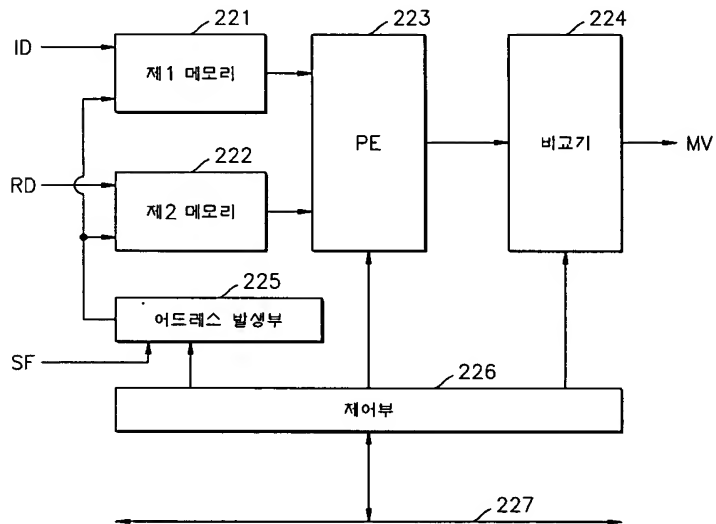 221
223
224
ID
제1 메모리
PE
비교기
MV
222
RD
제2 메모리
225
어드레스 발생부
SF
226
제어부
227